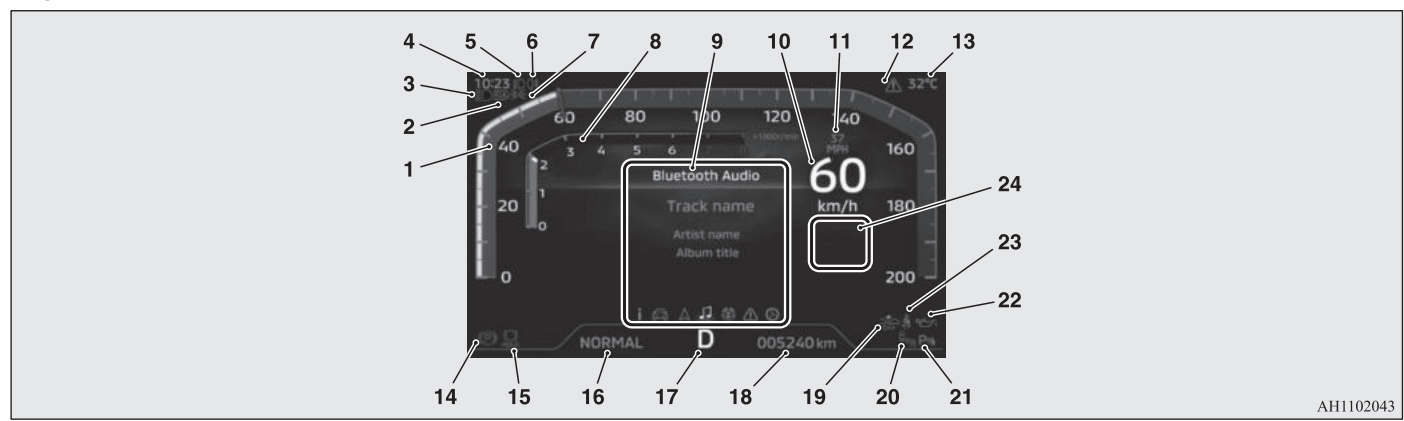 4 5 6 7 8 9 10 11 12 13
10:23 32°C
3
2
60 80 100 120 140
×1000r/min 37
MPH
1 40 3 4 5 6 160
2 60
Bluetooth Audio
1 km/h 24
20 Track name 180
0
Artist name 23
Album title
0 200 22
NORMAL D 005240 km
14 15 16 17 18 19 20 21
AH1102043